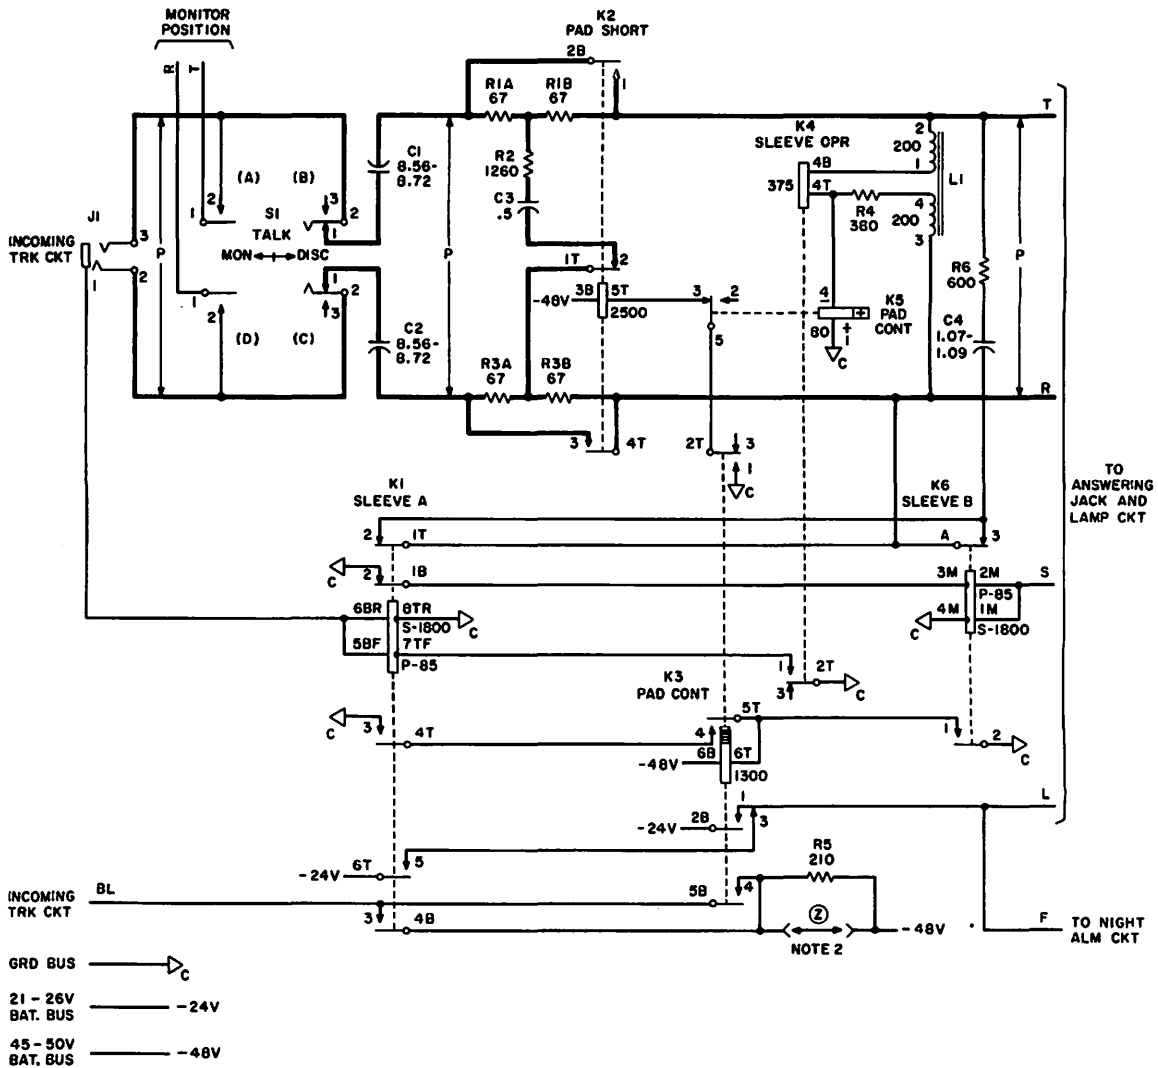 MONITOR
POSITION
R
T
K2
PAD SHORT
2B
1
R1A
67
R1B
67
T
K4
SLEEVE OPR
2
200
1
4B
L1
375
4T
4
200
3
R4
380
C1
8.56-
8.72
R2
1260
C3
.5
(A)
(B)
2
3
2
1
1
S1
TALK
MON
DISC
J1
3
INCOMING
TRK CKT
P
P
P
1
2
1T
2
R6
600
1
2
1
2
3
3B
-48V
5T
2500
3
2
4
K5
PAD
CONT
+
80
+
1
C
5
C4
1.07-
1.09
(D)
(C)
C2
8.56-
8.72
R3A
67
R3B
67
R
3
4T
2T
3
1
C
K1
SLEEVE A
K6
SLEEVE B
TO
ANSWERING
JACK AND
LAMP CKT
2
1T
A
3
C
2
1B
3M
2M
S
P-85
6BR
8TR
C
S-1800
4M
1M
C
S-1800
5BF
7TF
P-85
1
2T
3
C
K3
PAD CONT
C
3
4T
5T
4
1
2
C
6B
-48V
6T
1300
L
1
2B
-24V
3
R5
210
6T
-24V
5
INCOMING
TRK CKT
BL
5B
4
3
4B
Z
NOTE 2
-48V
F
TO NIGHT
ALM CKT
GRD BUS
C
21-26V
BAT. BUS
-24V
45-50V
BAT. BUS
-48V